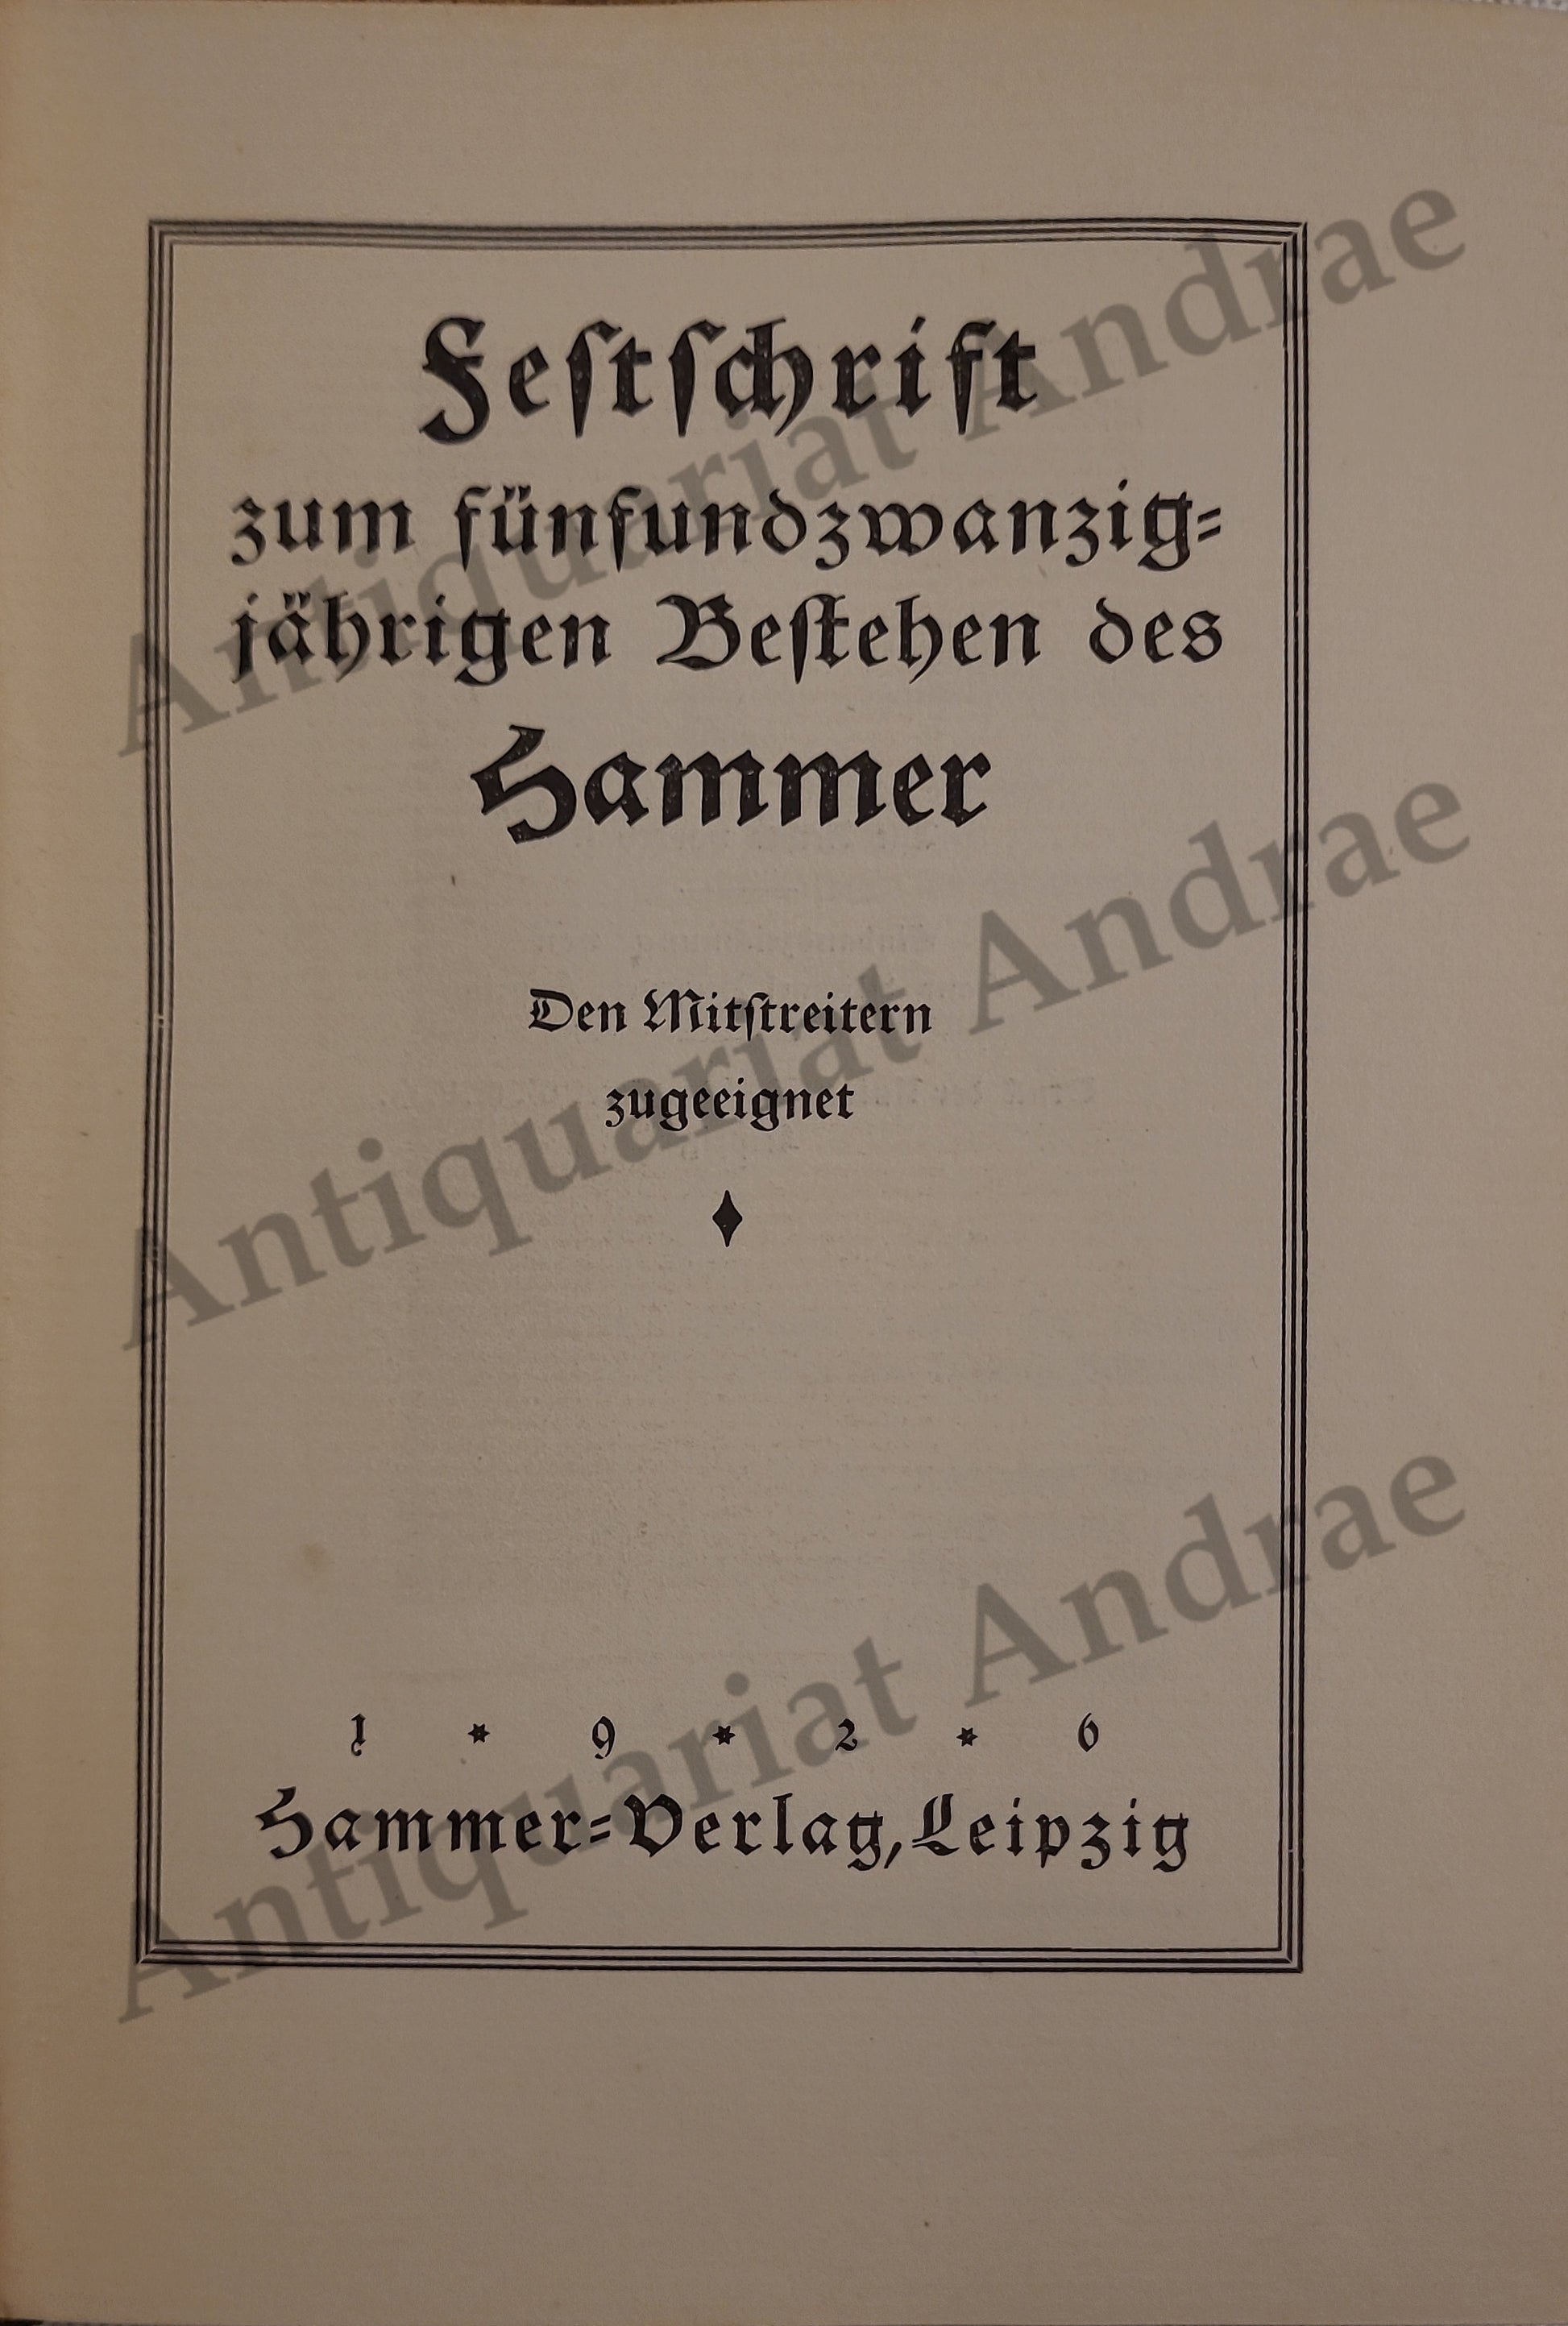 Festschrift
zum fünfundzwanzig-
jährigen Bestehen des
Hammer
Den Mitstreitern
zugeeignet
1 * 9 * 2 * 6
Hammer-Verlag, Leipzig
Antiquariat Andrae
Antiquariat Andrae
Antiquariat Andrae